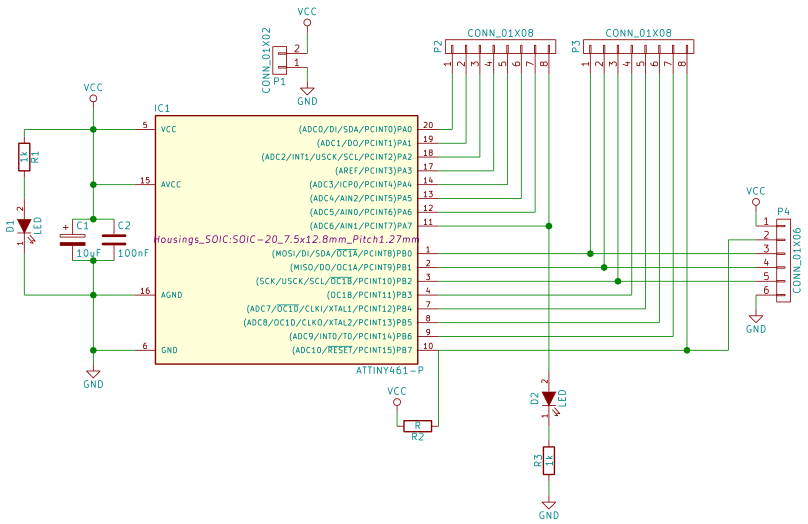 VCC
CONN_01X02
2
1
P1
GND
P2
CONN_01X08
1 2 3 4 5 6 7 8
P3
CONN_01X08
1 2 3 4 5 6 7 8
VCC
IC1
5 VCC
15 AVCC
16 AGND
6 GND
(ADC0/DI/SDA/PCINT0)PA0 20
(ADC1/DO/PCINT1)PA1 19
(ADC2/INT1/USCK/SCL/PCINT2)PA2 18
(AREF/PCINT3)PA3 17
(ADC3/ICP0/PCINT4)PA4 14
(ADC4/AIN2/PCINT5)PA5 13
(ADC5/AIN0/PCINT6)PA6 12
(ADC6/AIN1/PCINT7)PA7 11
Housings_SOIC:SOIC-20_7.5x12.8mm_Pitch1.27mm
(MOSI/DI/SDA/OC1A/PCINT8)PB0 1
(MISO/DO/OC1A/PCINT9)PB1 2
(SCK/USCK/SCL/OC1B/PCINT10)PB2 3
(OC1B/PCINT11)PB3 4
(ADC7/OC1D/CLKI/XTAL1/PCINT12)PB4 7
(ADC8/OC1D/CLKO/XTAL2/PCINT13)PB5 8
(ADC9/INT0/T0/PCINT14)PB6 9
(ADC10/RESET/PCINT15)PB7 10
ATTINY461-P
1k
R1
D1
2
1
LED
+
C1
10uF
C2
100nF
GND
VCC
R
R2
D2
2
1
LED
R3
1k
GND
VCC
P4
1
2
3
4
5
6
CONN_01X06
GND